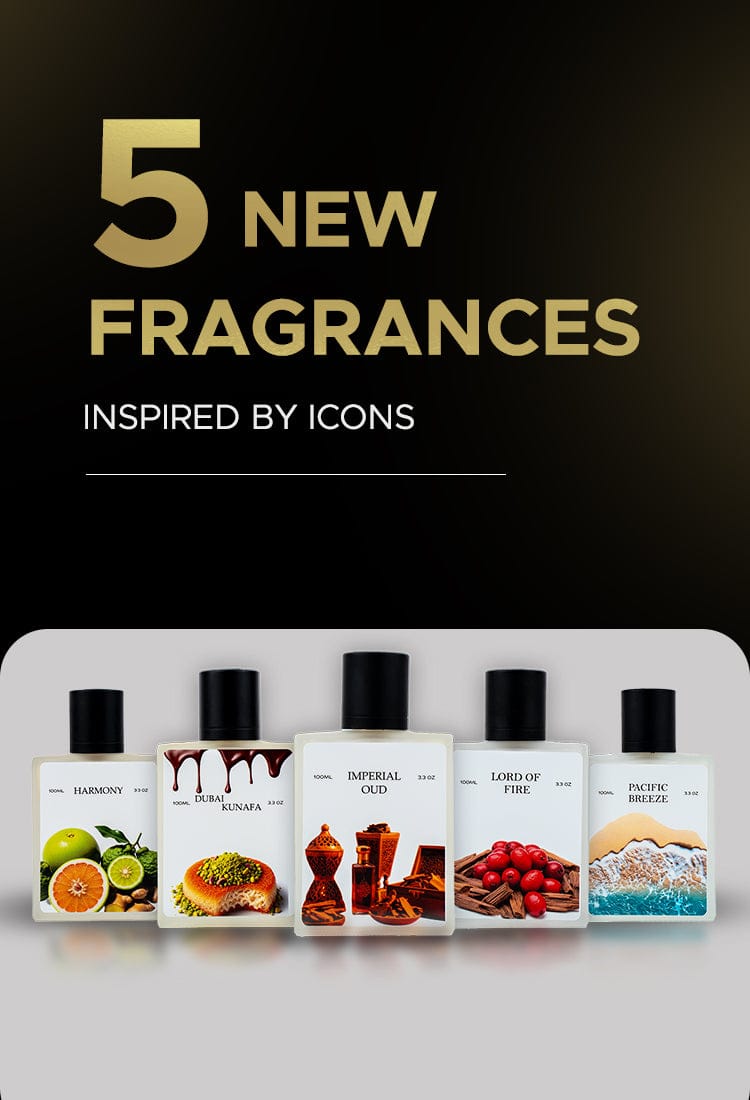 5 NEW
FRAGRANCES
INSPIRED BY ICONS
100ML HARMONY 3.3 OZ
100ML DUBAI KUNAFA 3.3 OZ
100ML IMPERIAL OUD 3.3 OZ
100ML LORD OF FIRE 3.3 OZ
100ML PACIFIC BREEZE 3.3 OZ